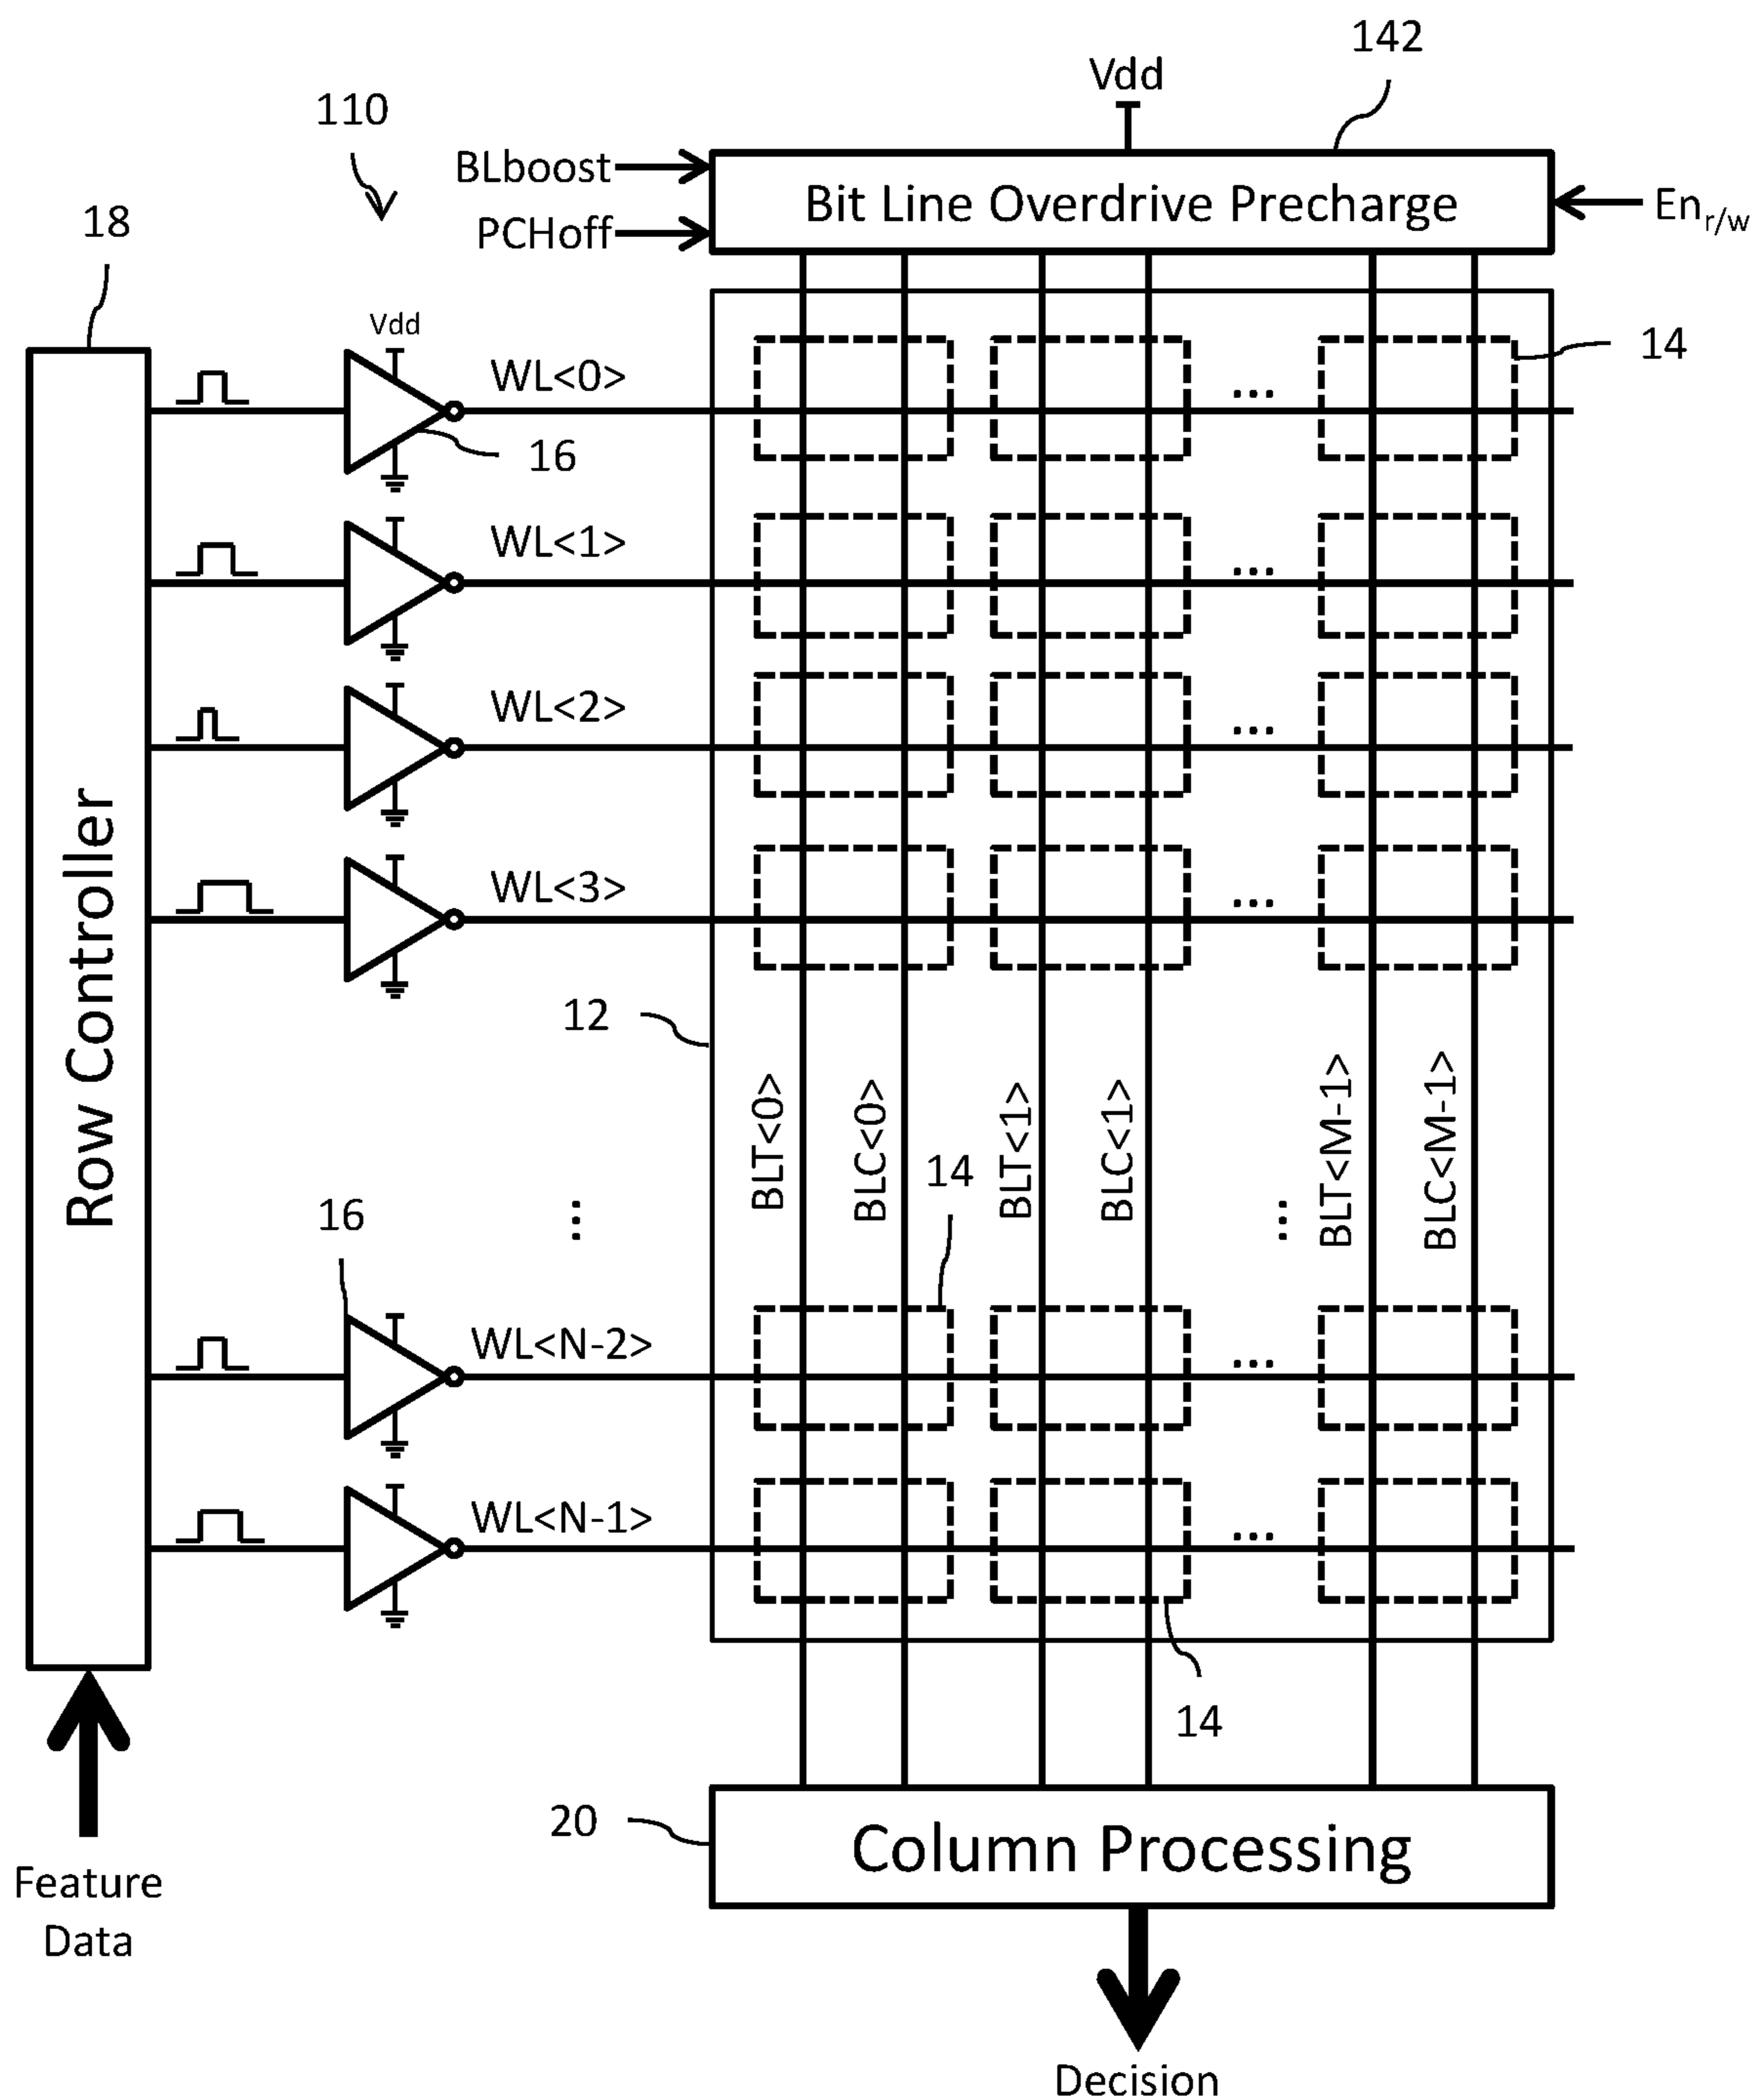 142
Vdd
110
BLboost
Bit Line Overdrive Precharge
En r/w
PCHoff
18
Vdd
14
WL<0>
...
16
WL<1>
...
WL<2>
...
WL<3>
...
Row Controller
12
BLT<0>
BLC<0>
BLT<1>
BLC<1>
BLT<M-1>
BLC<M-1>
14
16
...
...
WL<N-2>
...
WL<N-1>
...
14
20
Column Processing
Feature
Data
Decision